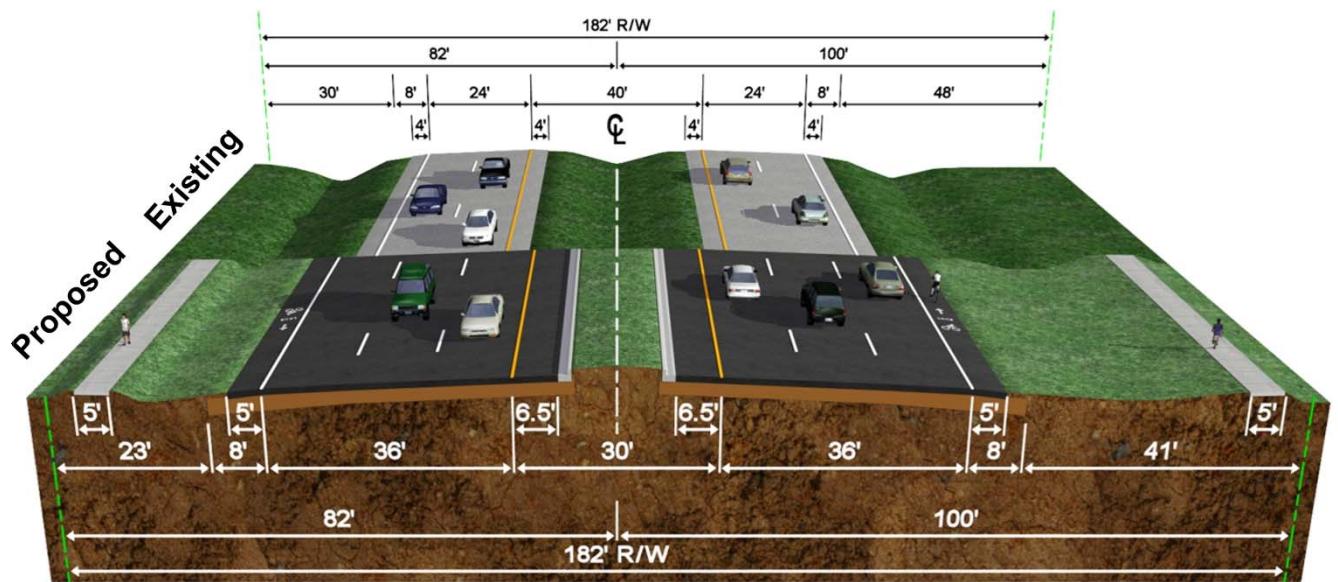 182' R/W
82' 100'
30' 8' 24' 40' 24' 8' 48'
4' 4' ℄ 4' 4'
Existing
Proposed
5' 5' 6.5' 6.5' 5' 5'
23' 8' 36' 30' 36' 8' 41'
82' 100'
182' R/W